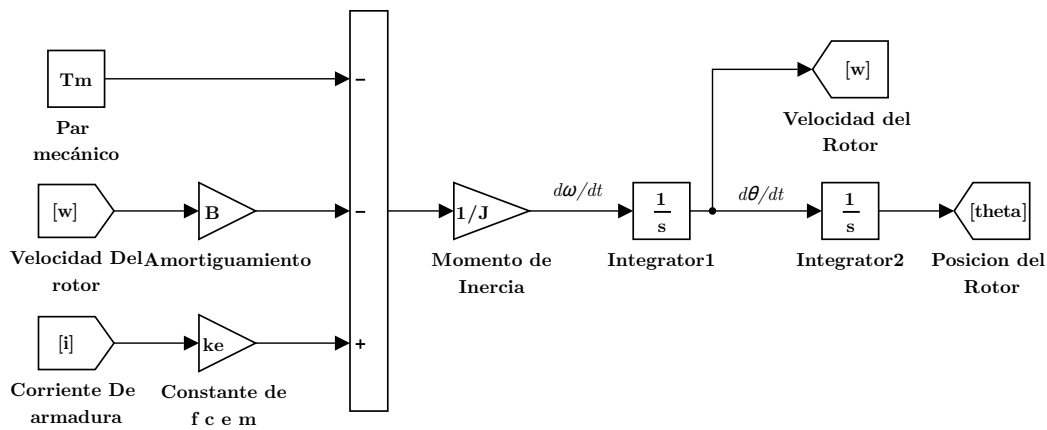 Tm
−
Par
mecánico
[w]
Velocidad del
Rotor
[w]
B
−
Velocidad Del
rotor
Amortiguamiento
1/J
Momento de
Inercia
dω/dt
1
s
Integrator1
dθ/dt
1
s
Integrator2
[theta]
Posicion del
Rotor
[i]
ke
+
Corriente De
armadura
Constante de
f c e m